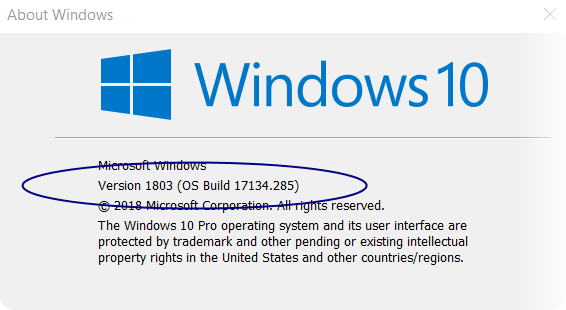 About Windows
Windows 10
Microsoft Windows
Version 1803 (OS Build 17134.285)
© 2018 Microsoft Corporation. All rights reserved.
The Windows 10 Pro operating system and its user interface are
protected by trademark and other pending or existing intellectual
property rights in the United States and other countries/regions.